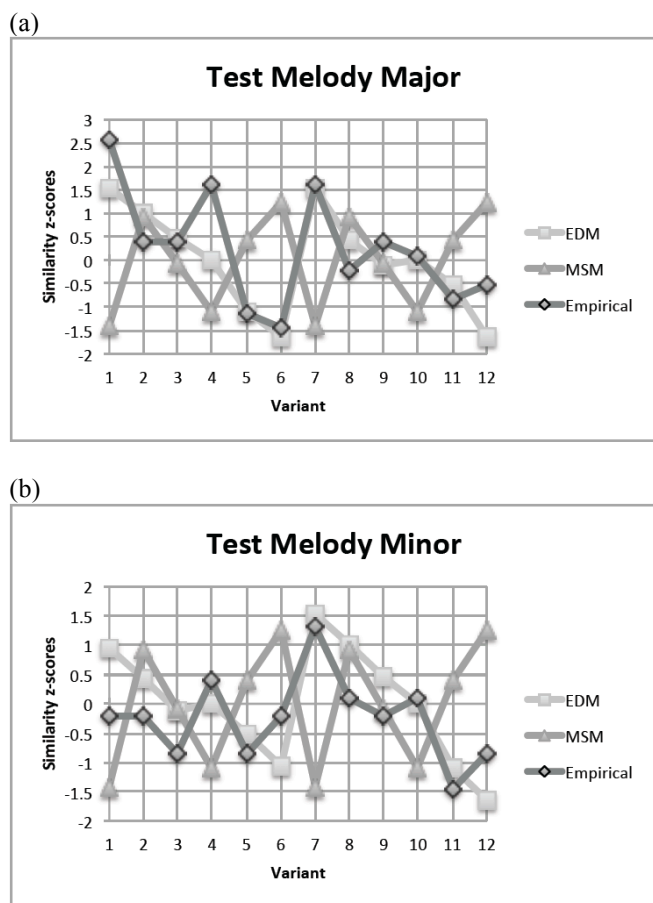 (a)
Test Melody Major
Similarity z-scores
3
2.5
2
1.5
1
0.5
0
-0.5
-1
-1.5
-2
1 2 3 4 5 6 7 8 9 10 11 12
Variant
EDM
MSM
Empirical
(b)
Test Melody Minor
Similarity z-scores
2
1.5
1
0.5
0
-0.5
-1
-1.5
-2
1 2 3 4 5 6 7 8 9 10 11 12
Variant
EDM
MSM
Empirical